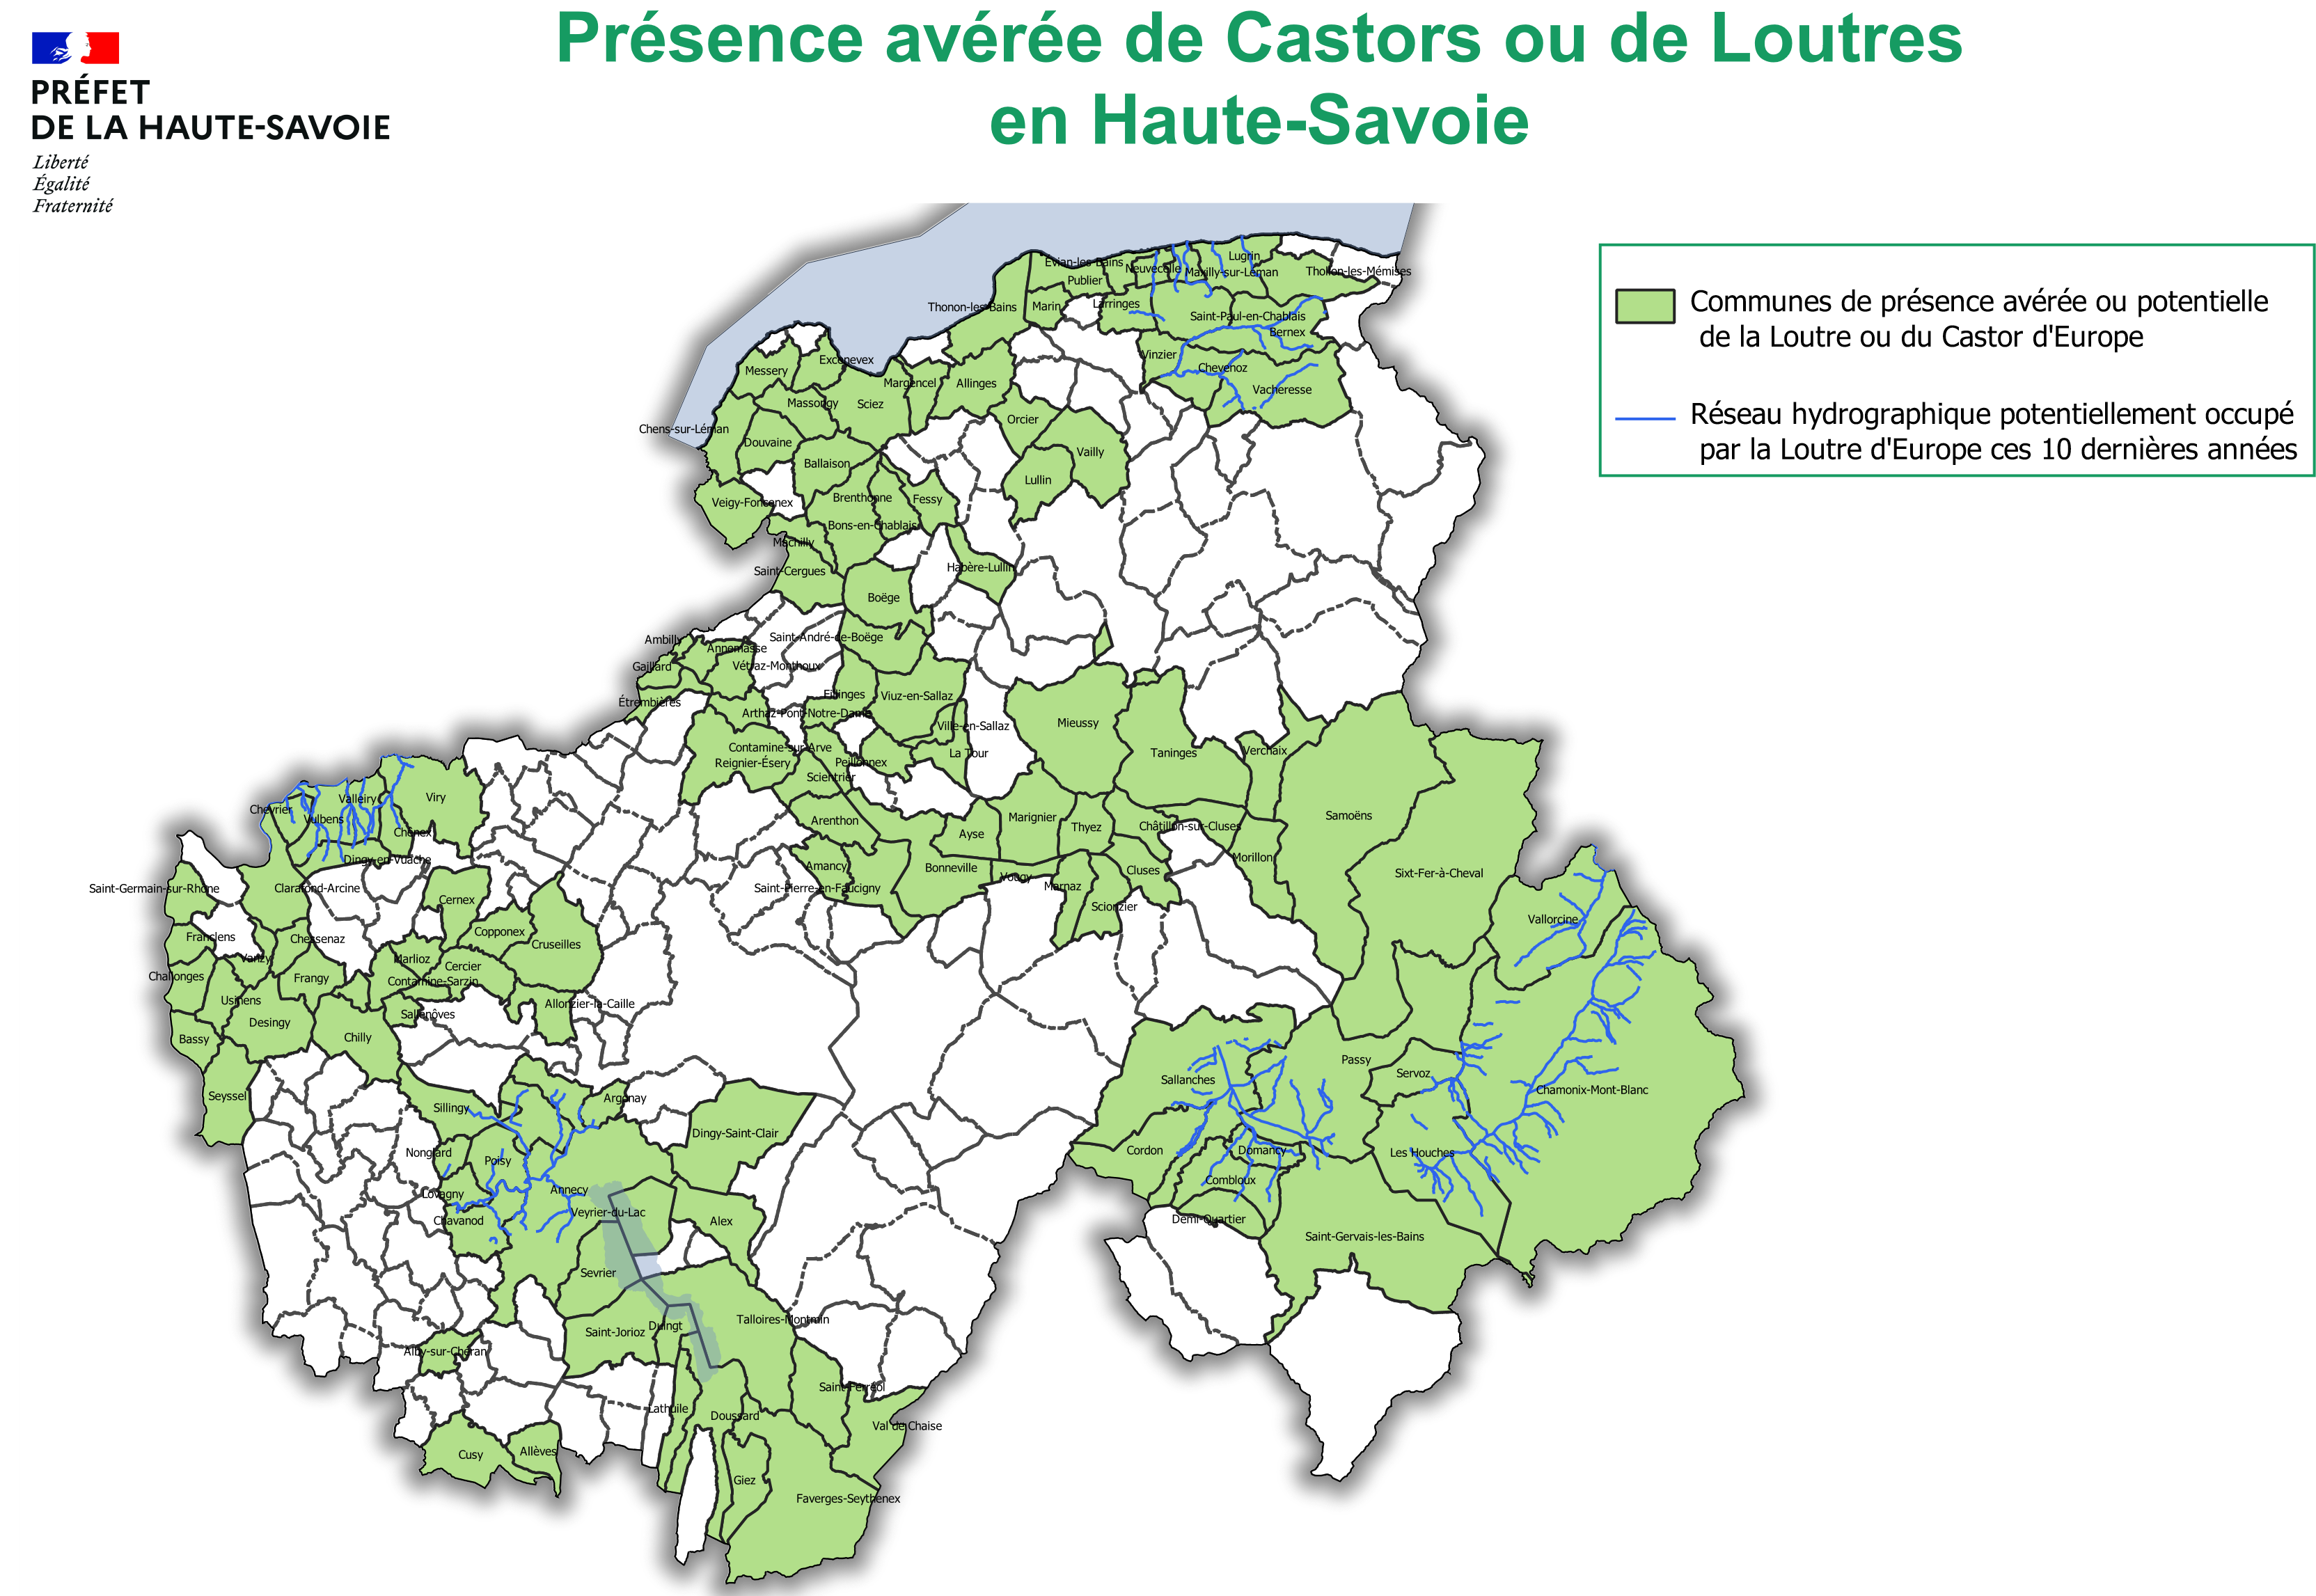 Présence avérée de Castors ou de Loutres
en Haute-Savoie
PRÉFET
DE LA HAUTE-SAVOIE
Liberté
Égalité
Fraternité
Communes de présence avérée ou potentielle
de la Loutre ou du Castor d'Europe
Réseau hydrographique potentiellement occupé
par la Loutre d'Europe ces 10 dernières années
Lugrin
Évian-les-Bains
Neuvecelle
Maxilly-sur-Léman
Thollon-les-Mémises
Publier
Thonon-les-Bains
Marin
Larringes
Saint-Paul-en-Chablais
Bernex
Vinzier
Chevenoz
Vacheresse
Excenevex
Messery
Margencel
Allinges
Massongy
Sciez
Orcier
Chens-sur-Léman
Douvaine
Vailly
Ballaison
Lullin
Veigy-Foncenex
Brenthonne
Fessy
Bons-en-Chablais
Machilly
Saint-Cergues
Habère-Lullin
Boëge
Saint-André-de-Boëge
Ambilly
Annemasse
Gaillard
Vétraz-Monthoux
Étrembières
Fillinges
Viuz-en-Sallaz
Arthaz-Pont-Notre-Dame
Ville-en-Sallaz
Mieussy
Contamine-sur-Arve
La Tour
Taninges
Verchaix
Reignier-Ésery
Peillonnex
Scientrier
Viry
Valleiry
Chevrier
Vulbens
Chênex
Arenthon
Ayse
Marignier
Thyez
Châtillon-sur-Cluses
Samoëns
Dingy-en-Vuache
Amancy
Bonneville
Cluses
Morillon
Sixt-Fer-à-Cheval
Saint-Germain-sur-Rhône
Clarafond-Arcine
Saint-Pierre-en-Faucigny
Vougy
Marnaz
Cernex
Scionzier
Vallorcine
Franclens
Chessenaz
Copponex
Cruseilles
Vanzy
Marlioz
Cercier
Challonges
Frangy
Contamine-Sarzin
Usinens
Allonzier-la-Caille
Sallenôves
Desingy
Bassy
Chilly
Passy
Servoz
Sallanches
Chamonix-Mont-Blanc
Seyssel
Sillingy
Argonay
Dingy-Saint-Clair
Nonglard
Poisy
Cordon
Domancy
Les Houches
Lovagny
Annecy
Combloux
Chavanod
Veyrier-du-Lac
Alex
Demi-Quartier
Saint-Gervais-les-Bains
Sevrier
Talloires-Montmin
Saint-Jorioz
Duingt
Alby-sur-Chéran
Saint-Ferréol
Lathuile
Doussard
Val de Chaise
Cusy
Allèves
Giez
Faverges-Seythenex